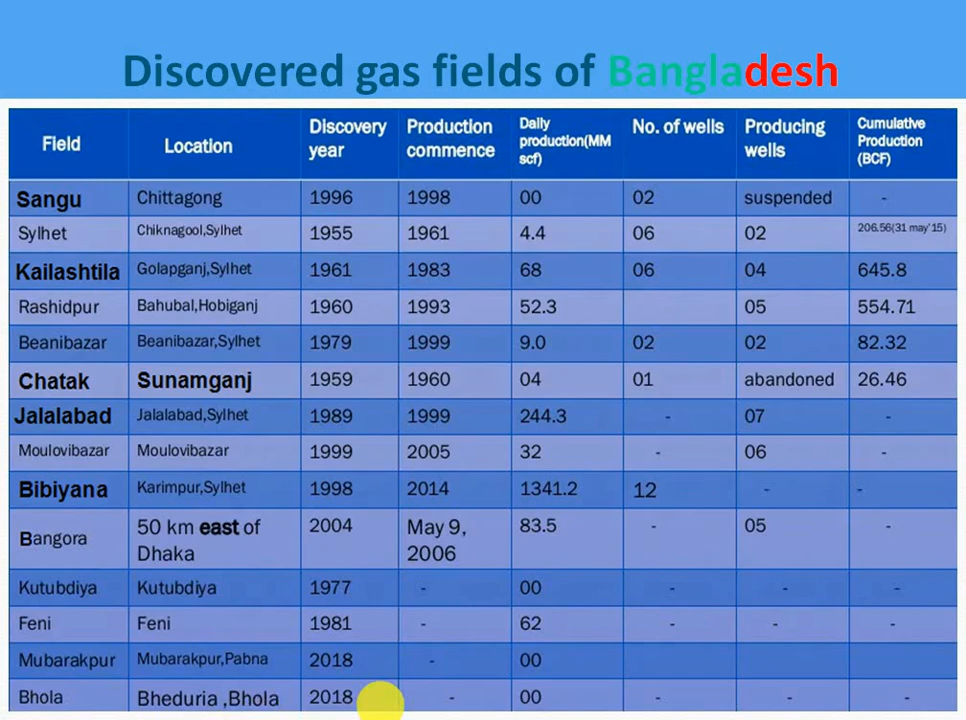 Discovered gas fields of Bangladesh
Field Location Discovery year Production commence Daily production(MM scf) No. of wells Producing wells Cumulative Production (BCF)
Sangu Chittagong 1996 1998 00 02 suspended -
Sylhet Chiknagool,Sylhet 1955 1961 4.4 06 02 206.56(31 may'15)
Kailashtila Golapganj,Sylhet 1961 1983 68 06 04 645.8
Rashidpur Bahubal,Hobiganj 1960 1993 52.3 05 554.71
Beanibazar Beanibazar,Sylhet 1979 1999 9.0 02 02 82.32
Chatak Sunamganj 1959 1960 04 01 abandoned 26.46
Jalalabad Jalalabad,Sylhet 1989 1999 244.3 - 07 -
Moulovibazar Moulovibazar 1999 2005 32 - 06 -
Bibiyana Karimpur,Sylhet 1998 2014 1341.2 12 - -
Bangora 50 km east of Dhaka 2004 May 9, 2006 83.5 - 05 -
Kutubdiya Kutubdiya 1977 - 00 - - -
Feni Feni 1981 - 62 - - -
Mubarakpur Mubarakpur,Pabna 2018 - 00
Bhola Bheduria ,Bhola 2018 - 00 - - -